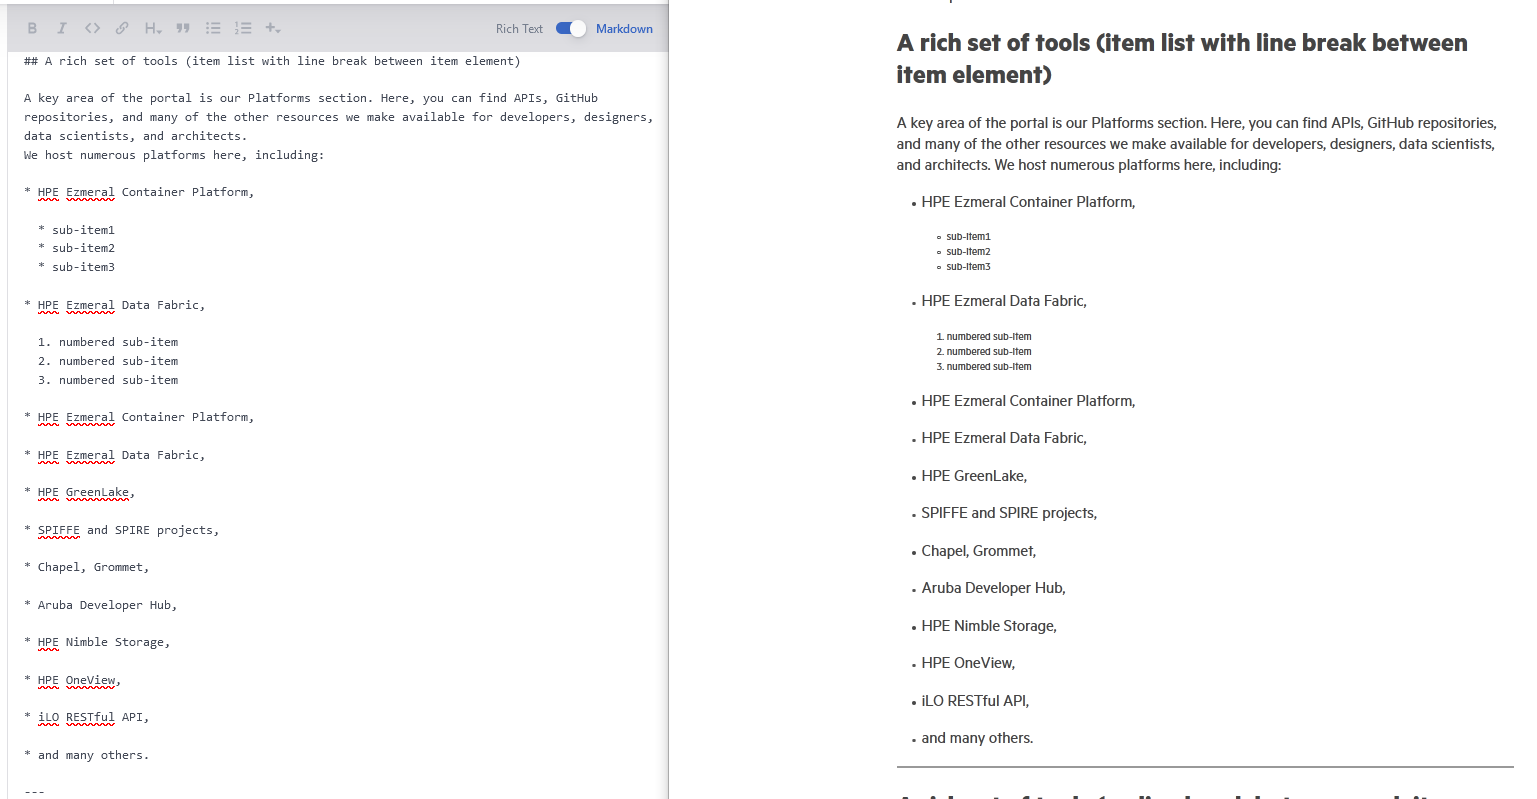 B I <> H
Rich Text Markdown
## A rich set of tools (item list with line break between item element)
A key area of the portal is our Platforms section. Here, you can find APIs, GitHub
repositories, and many of the other resources we make available for developers, designers,
data scientists, and architects.
We host numerous platforms here, including:
* HPE Ezmeral Container Platform,
* sub-item1
* sub-item2
* sub-item3
* HPE Ezmeral Data Fabric,
1. numbered sub-item
2. numbered sub-item
3. numbered sub-item
* HPE Ezmeral Container Platform,
* HPE Ezmeral Data Fabric,
* HPE GreenLake,
* SPIFFE and SPIRE projects,
* Chapel, Grommet,
* Aruba Developer Hub,
* HPE Nimble Storage,
* HPE OneView,
* iLO RESTful API,
* and many others.
---
A rich set of tools (item list with line break between
item element)
A key area of the portal is our Platforms section. Here, you can find APIs, GitHub repositories,
and many of the other resources we make available for developers, designers, data scientists,
and architects. We host numerous platforms here, including:
• HPE Ezmeral Container Platform,
◦ sub-item1
◦ sub-item2
◦ sub-item3
• HPE Ezmeral Data Fabric,
1. numbered sub-item
2. numbered sub-item
3. numbered sub-item
• HPE Ezmeral Container Platform,
• HPE Ezmeral Data Fabric,
• HPE GreenLake,
• SPIFFE and SPIRE projects,
• Chapel, Grommet,
• Aruba Developer Hub,
• HPE Nimble Storage,
• HPE OneView,
• iLO RESTful API,
• and many others.